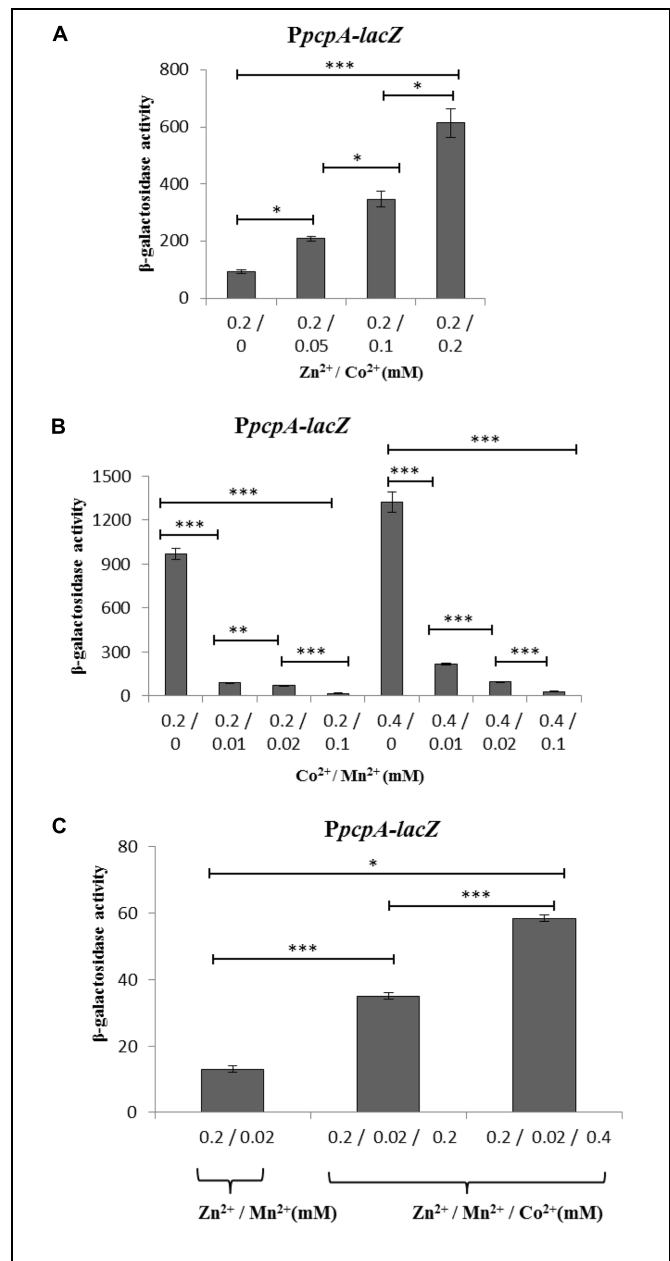 A
PpcpA-lacZ
β-galactosidase activity
800
600
400
200
0
***
*
*
*
0.2 / 0.2 / 0.2 / 0.2 /
0 0.05 0.1 0.2
Zn²⁺ / Co²⁺(mM)
B
PpcpA-lacZ
β-galactosidase activity
1500
1200
900
600
300
0
***
***
***
***
**
***
***
***
0.2 / 0.2 / 0.2 / 0.2 / 0.4 / 0.4 / 0.4 / 0.4 /
0 0.01 0.02 0.1 0 0.01 0.02 0.1
Co²⁺/ Mn²⁺(mM)
C
PpcpA-lacZ
β-galactosidase activity
80
60
40
20
0
*
***
***
0.2 / 0.02 0.2 / 0.02 / 0.2 0.2 / 0.02 / 0.4
Zn²⁺ / Mn²⁺(mM) Zn²⁺ / Mn²⁺ / Co²⁺(mM)